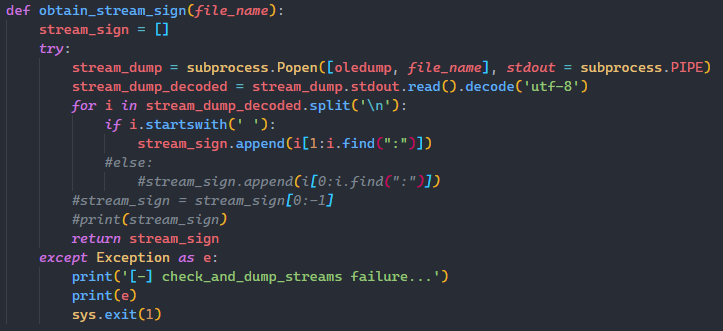 def obtain_stream_sign(file_name):
    stream_sign = []
    try:
        stream_dump = subprocess.Popen([oledump, file_name], stdout = subprocess.PIPE)
        stream_dump_decoded = stream_dump.stdout.read().decode('utf-8')
        for i in stream_dump_decoded.split('\n'):
            if i.startswith(' '):
                stream_sign.append(i[1:i.find(":")])
            #else:
                #stream_sign.append(i[0:i.find(":")])
        #stream_sign = stream_sign[0:-1]
        #print(stream_sign)
        return stream_sign
    except Exception as e:
        print('[-] check_and_dump_streams failure...')
        print(e)
        sys.exit(1)